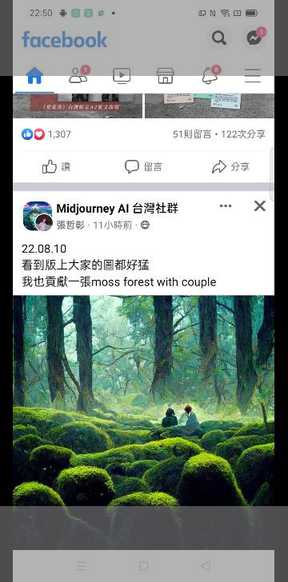 22:50
facebook
1,307
51則留言・122次分享
讚
留言
分享
Midjourney AI 台灣社群
張哲彰・11小時前・
22.08.10
看到版上大家的圖都好猛
我也貢獻一張moss forest with couple